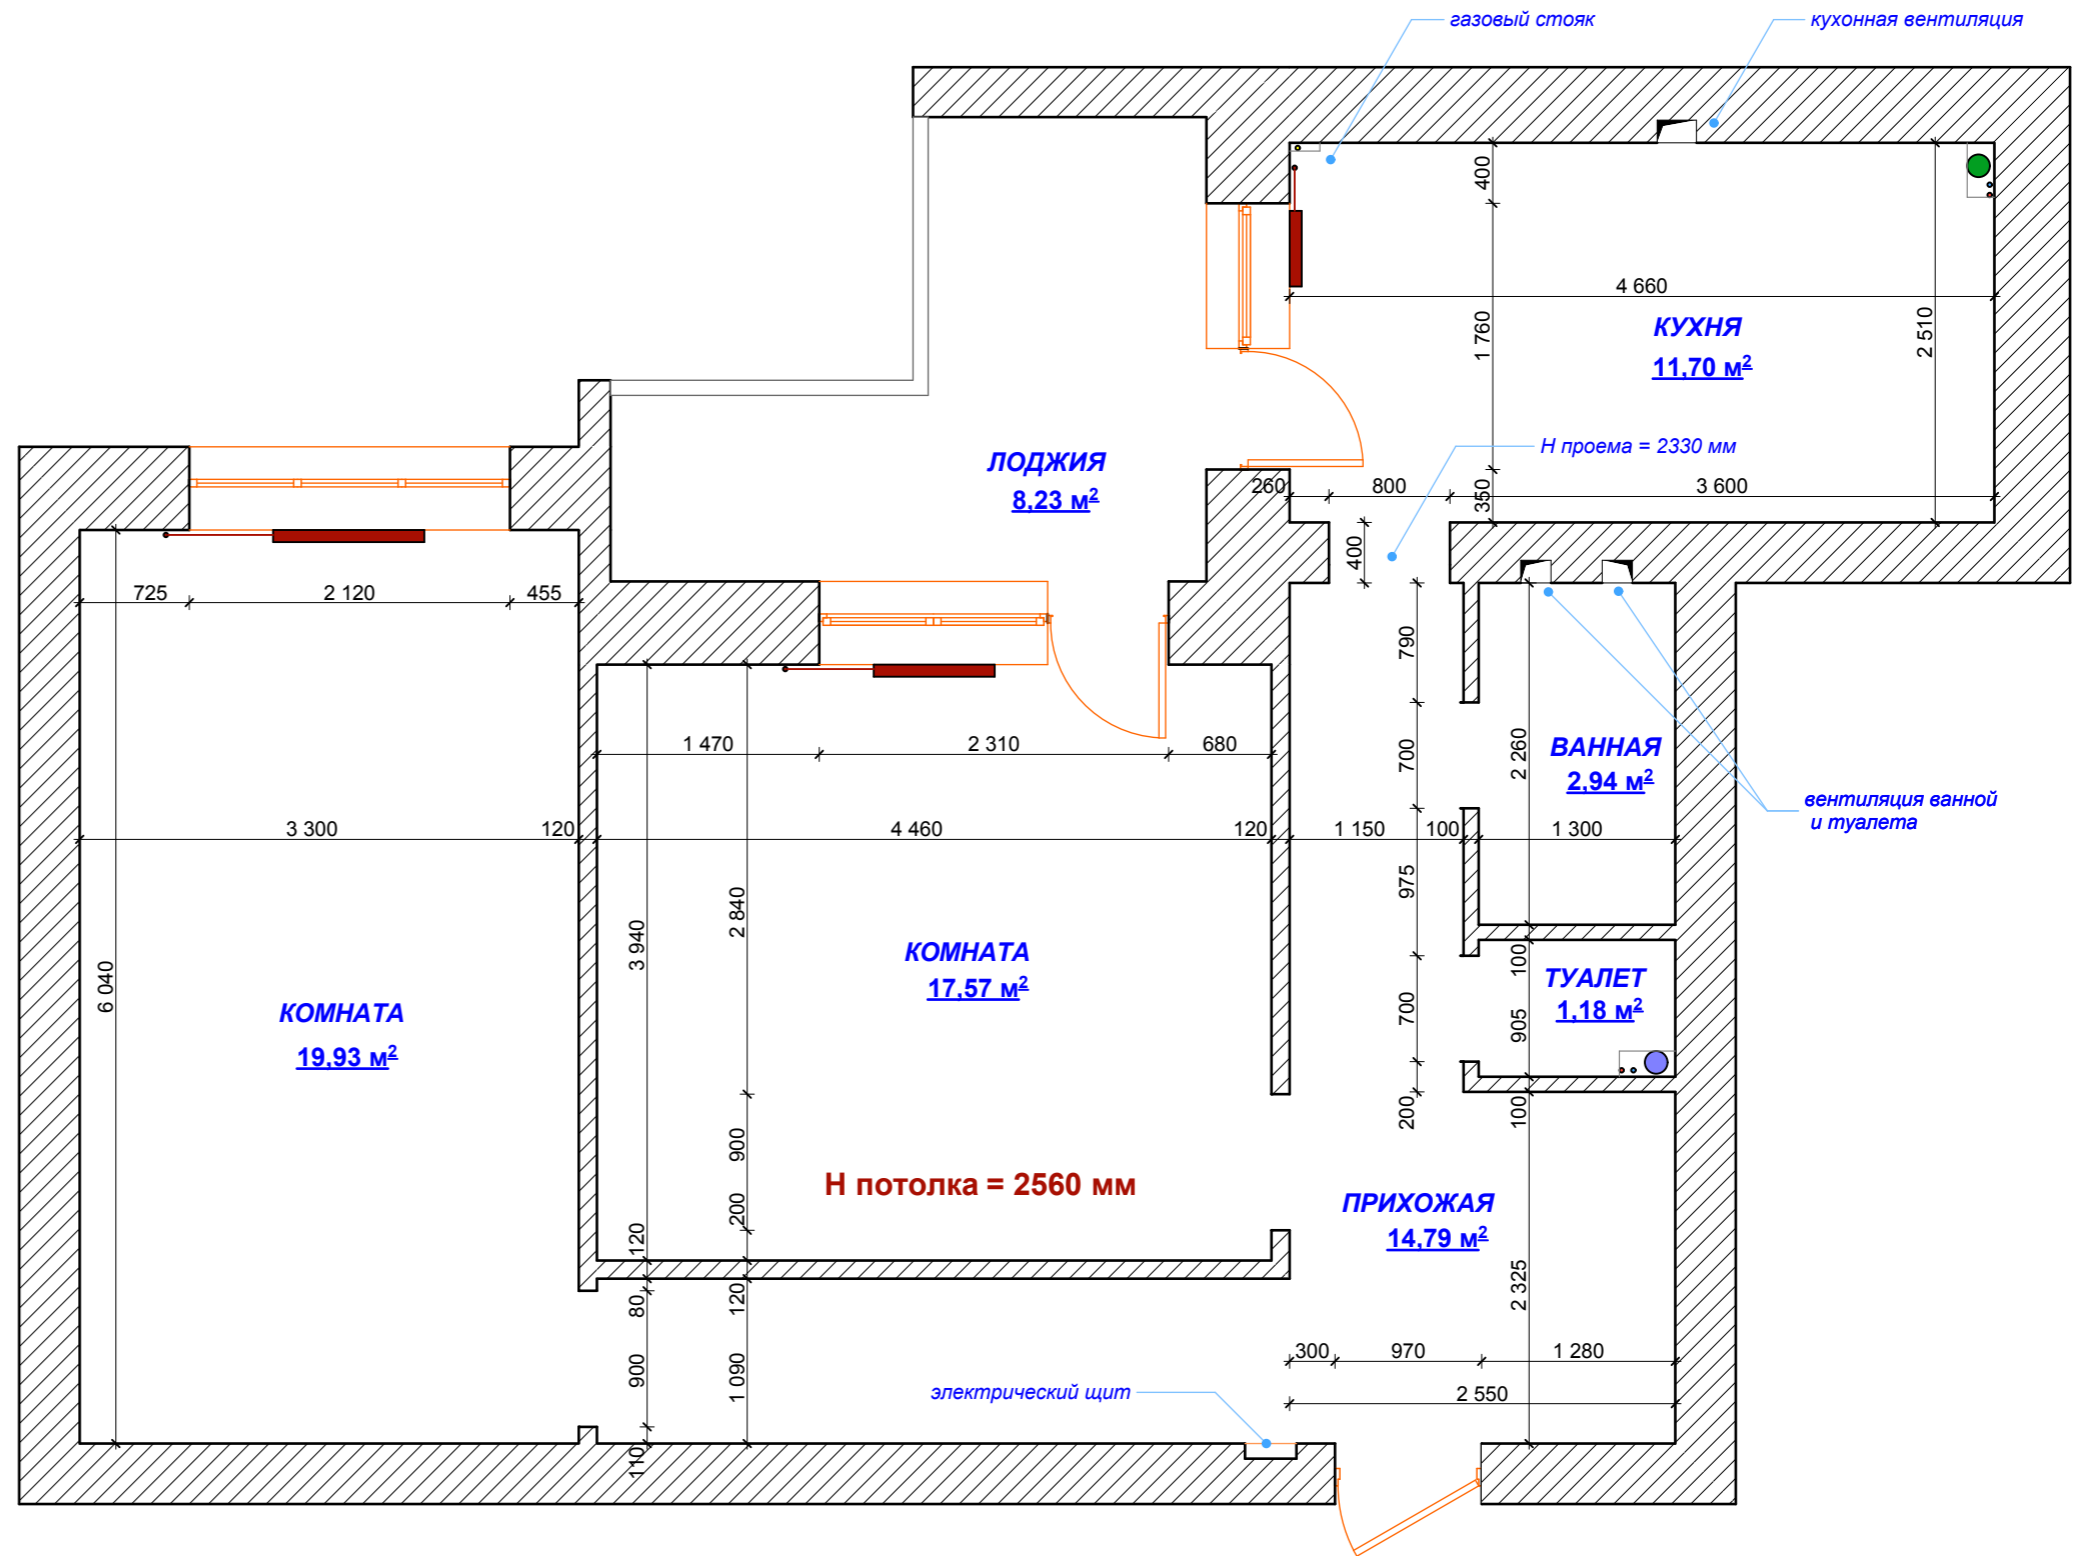 газовый стояк
кухонная вентиляция
400
4 660
КУХНЯ
11,70 м²
1 760
2 510
ЛОДЖИЯ
8,23 м²
Н проема = 2330 мм
260
800
350
3 600
400
725
2 120
455
790
1 470
2 310
680
700
2 260
ВАННАЯ
2,94 м²
вентиляция ванной
и туалета
3 300
120
4 460
120
1 150
100
1 300
975
2 840
3 940
6 040
КОМНАТА
17,57 м²
100
ТУАЛЕТ
1,18 м²
КОМНАТА
19,93 м²
700
905
200
100
900
Н потолка = 2560 мм
200
120
ПРИХОЖАЯ
14,79 м²
80
120
2 325
900
1 090
300
970
1 280
электрический щит
2 550
110